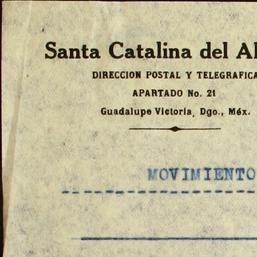 Santa Catalina del Al
DIRECCION POSTAL Y TELEGRAFICA
APARTADO No. 21
Guadalupe Victoria, Dgo., Méx.
MOVIMIENTO